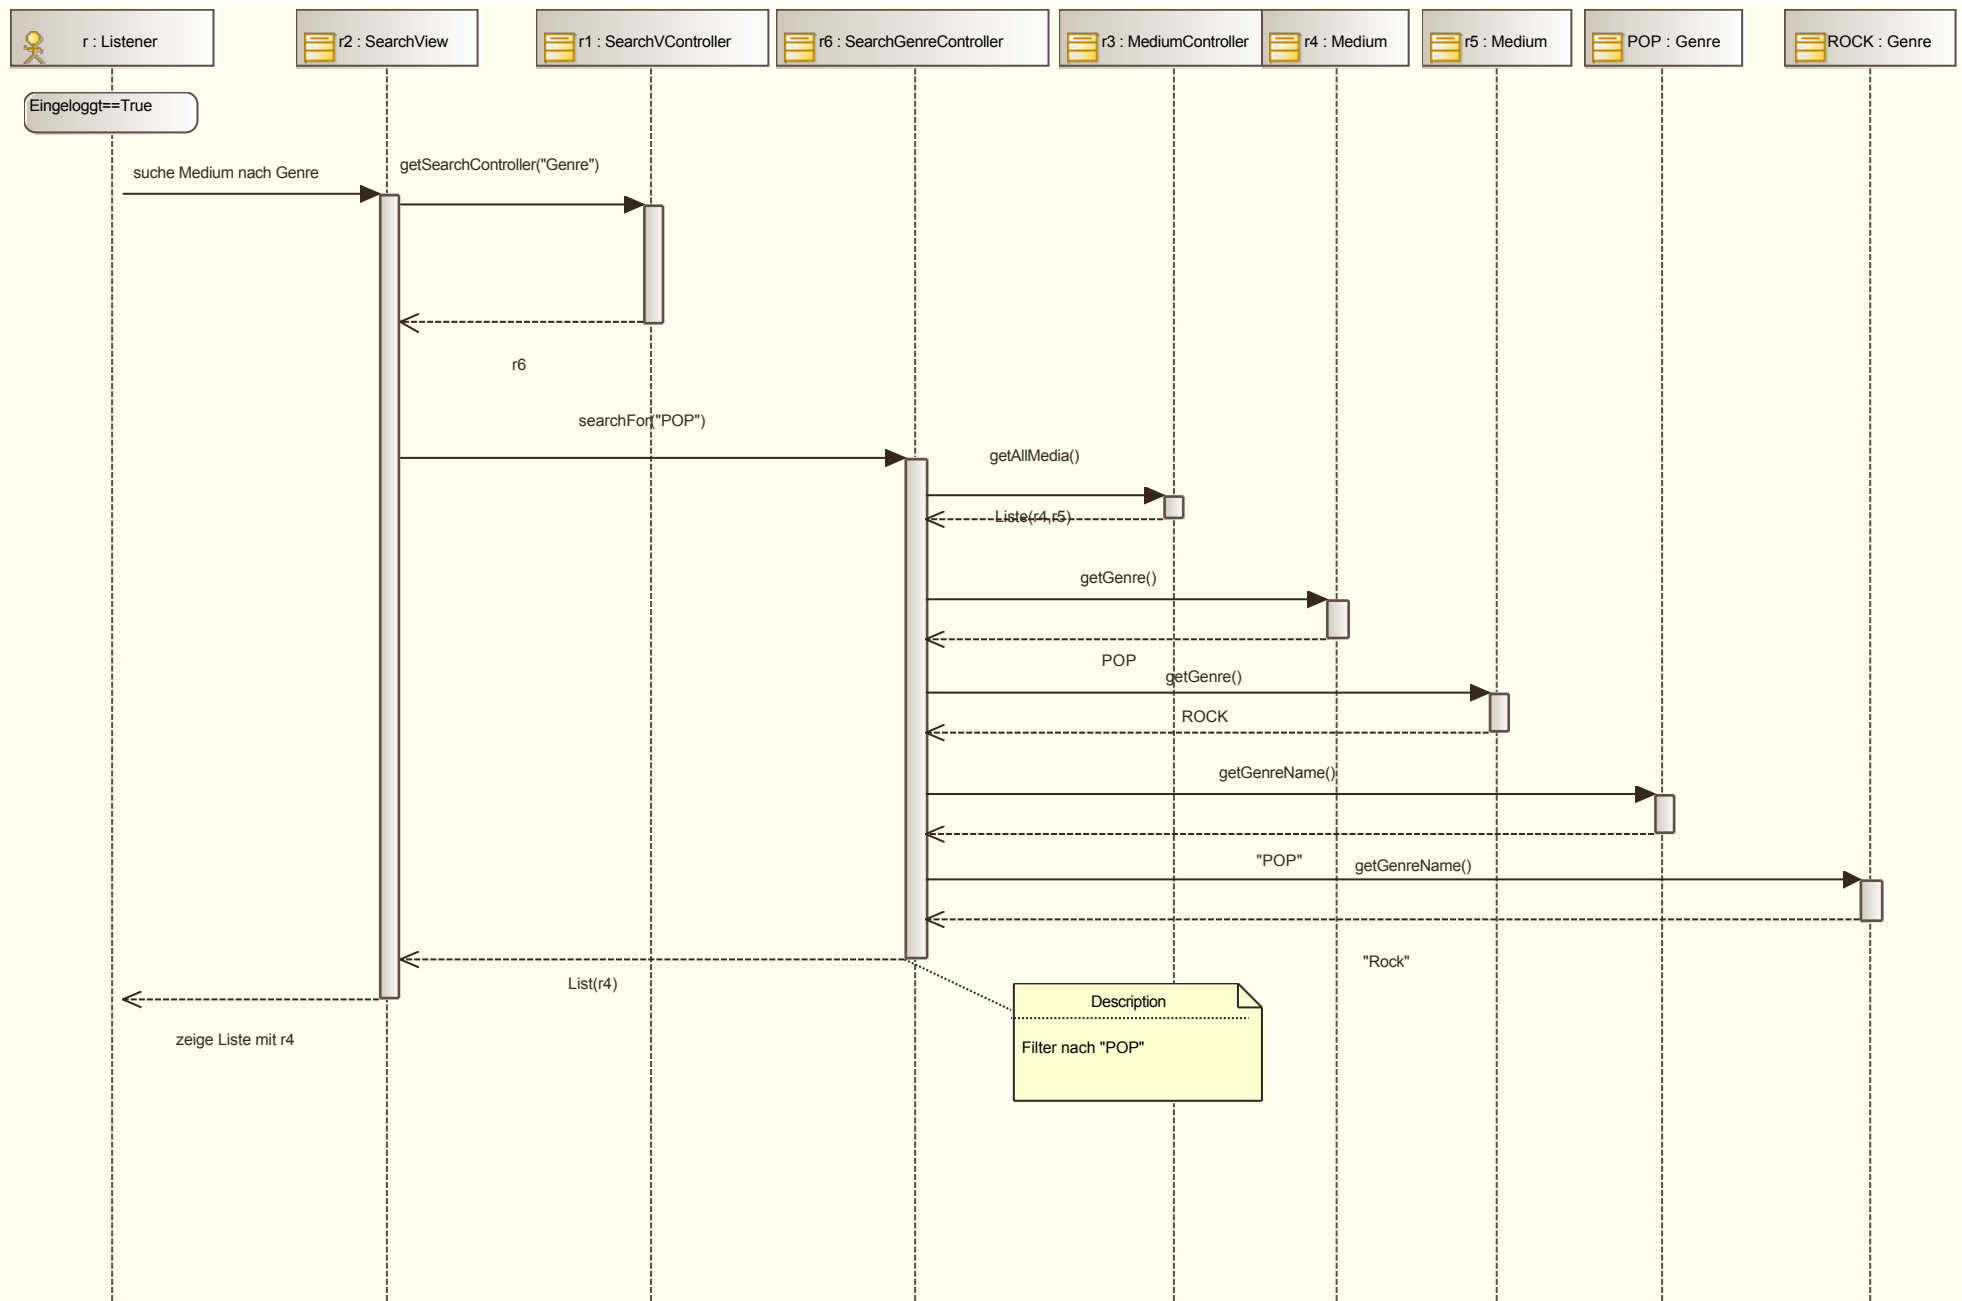 r : Listener
r2 : SearchView
r1 : SearchVController
r6 : SearchGenreController
r3 : MediumController
r4 : Medium
r5 : Medium
POP : Genre
ROCK : Genre
Eingeloggt==True
suche Medium nach Genre
getSearchController("Genre")
r6
searchFor("POP")
getAllMedia()
Liste(r4,r5)
getGenre()
POP
getGenre()
ROCK
getGenreName()
"POP"
getGenreName()
"Rock"
List(r4)
Description
Filter nach "POP"
zeige Liste mit r4